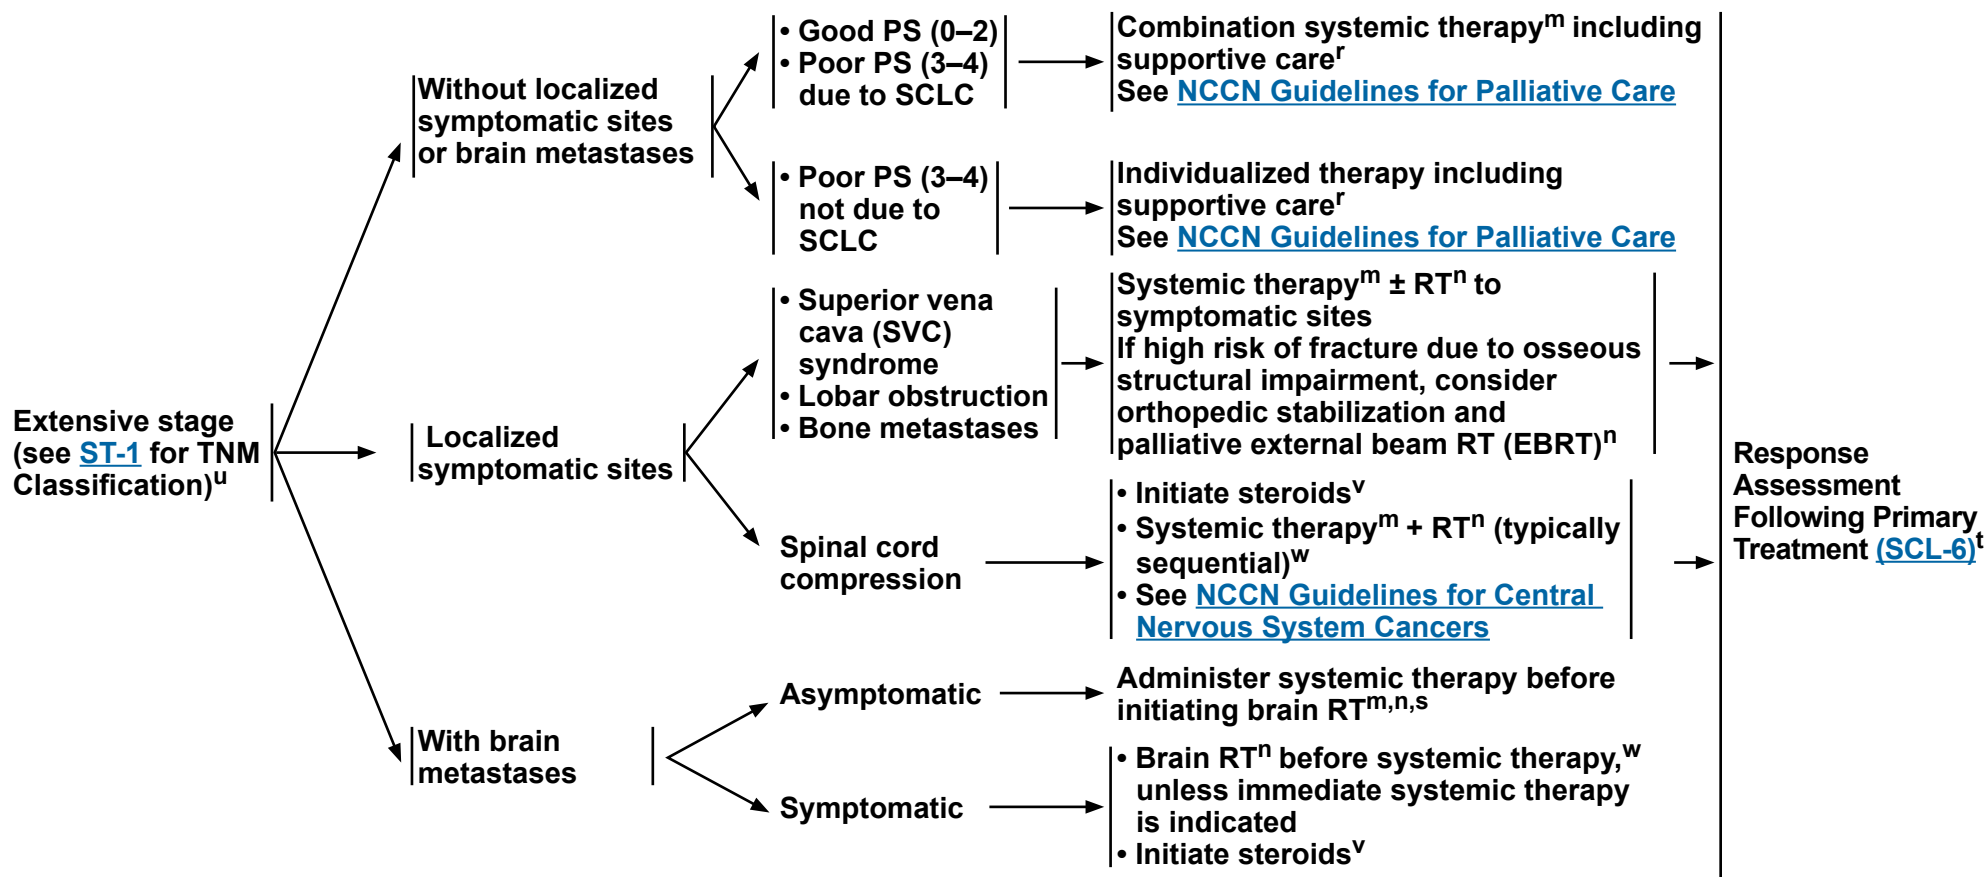 Extensive stage
(see ST-1 for TNM
Classification)u
Without localized
symptomatic sites
or brain metastases
• Good PS (0–2)
• Poor PS (3–4)
due to SCLC
Combination systemic therapym including
supportive carer
See NCCN Guidelines for Palliative Care
• Poor PS (3–4)
not due to
SCLC
Individualized therapy including
supportive carer
See NCCN Guidelines for Palliative Care
Localized
symptomatic sites
• Superior vena
cava (SVC)
syndrome
• Lobar obstruction
• Bone metastases
Systemic therapym ± RTn to
symptomatic sites
If high risk of fracture due to osseous
structural impairment, consider
orthopedic stabilization and
palliative external beam RT (EBRT)n
Spinal cord
compression
• Initiate steroidsv
• Systemic therapym + RTn (typically
sequential)w
• See NCCN Guidelines for Central
Nervous System Cancers
With brain
metastases
Asymptomatic
Administer systemic therapy before
initiating brain RTm,n,s
Symptomatic
• Brain RTn before systemic therapy,w
unless immediate systemic therapy
is indicated
• Initiate steroidsv
Response
Assessment
Following Primary
Treatment (SCL-6)t